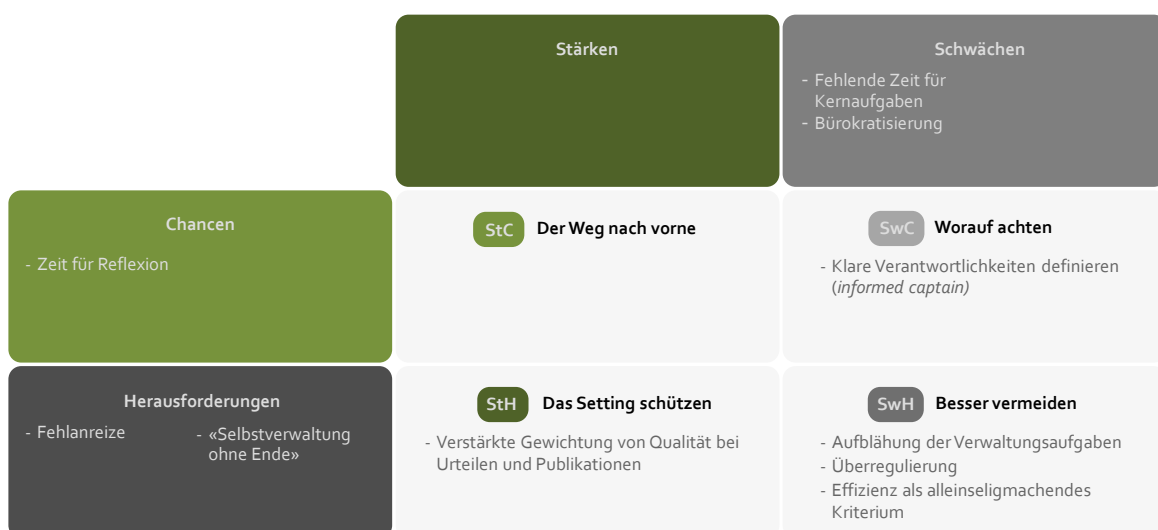 Stärken
Schwächen
- Fehlende Zeit für
Kernaufgaben
- Bürokratisierung
Chancen
- Zeit für Reflexion
StC Der Weg nach vorne
SwC Worauf achten
- Klare Verantwortlichkeiten definieren
(informed captain)
Herausforderungen
- Fehlanreize
- «Selbstverwaltung
ohne Ende»
StH Das Setting schützen
- Verstärkte Gewichtung von Qualität bei
Urteilen und Publikationen
SwH Besser vermeiden
- Aufblähung der Verwaltungsaufgaben
- Überregulierung
- Effizienz als alleinseligmachendes
Kriterium